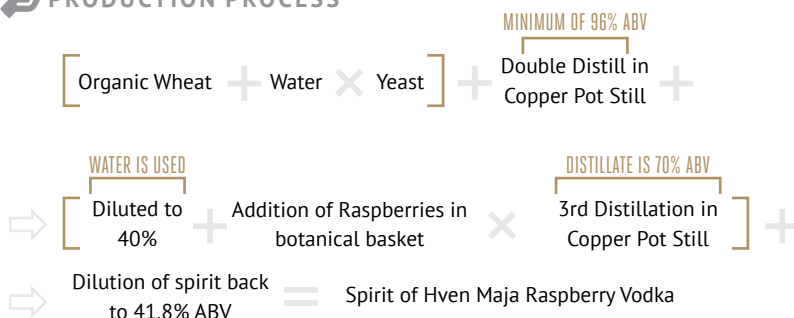 PRODUCTION PROCESS
MINIMUM OF 96% ABV
[Organic Wheat + Water × Yeast] + Double Distill in
Copper Pot Still +
WATER IS USED
DISTILLATE IS 70% ABV
⇨ [Diluted to
40% + Addition of Raspberries in
botanical basket × 3rd Distillation in
Copper Pot Still] +
⇨ Dilution of spirit back
to 41.8% ABV = Spirit of Hven Maja Raspberry Vodka